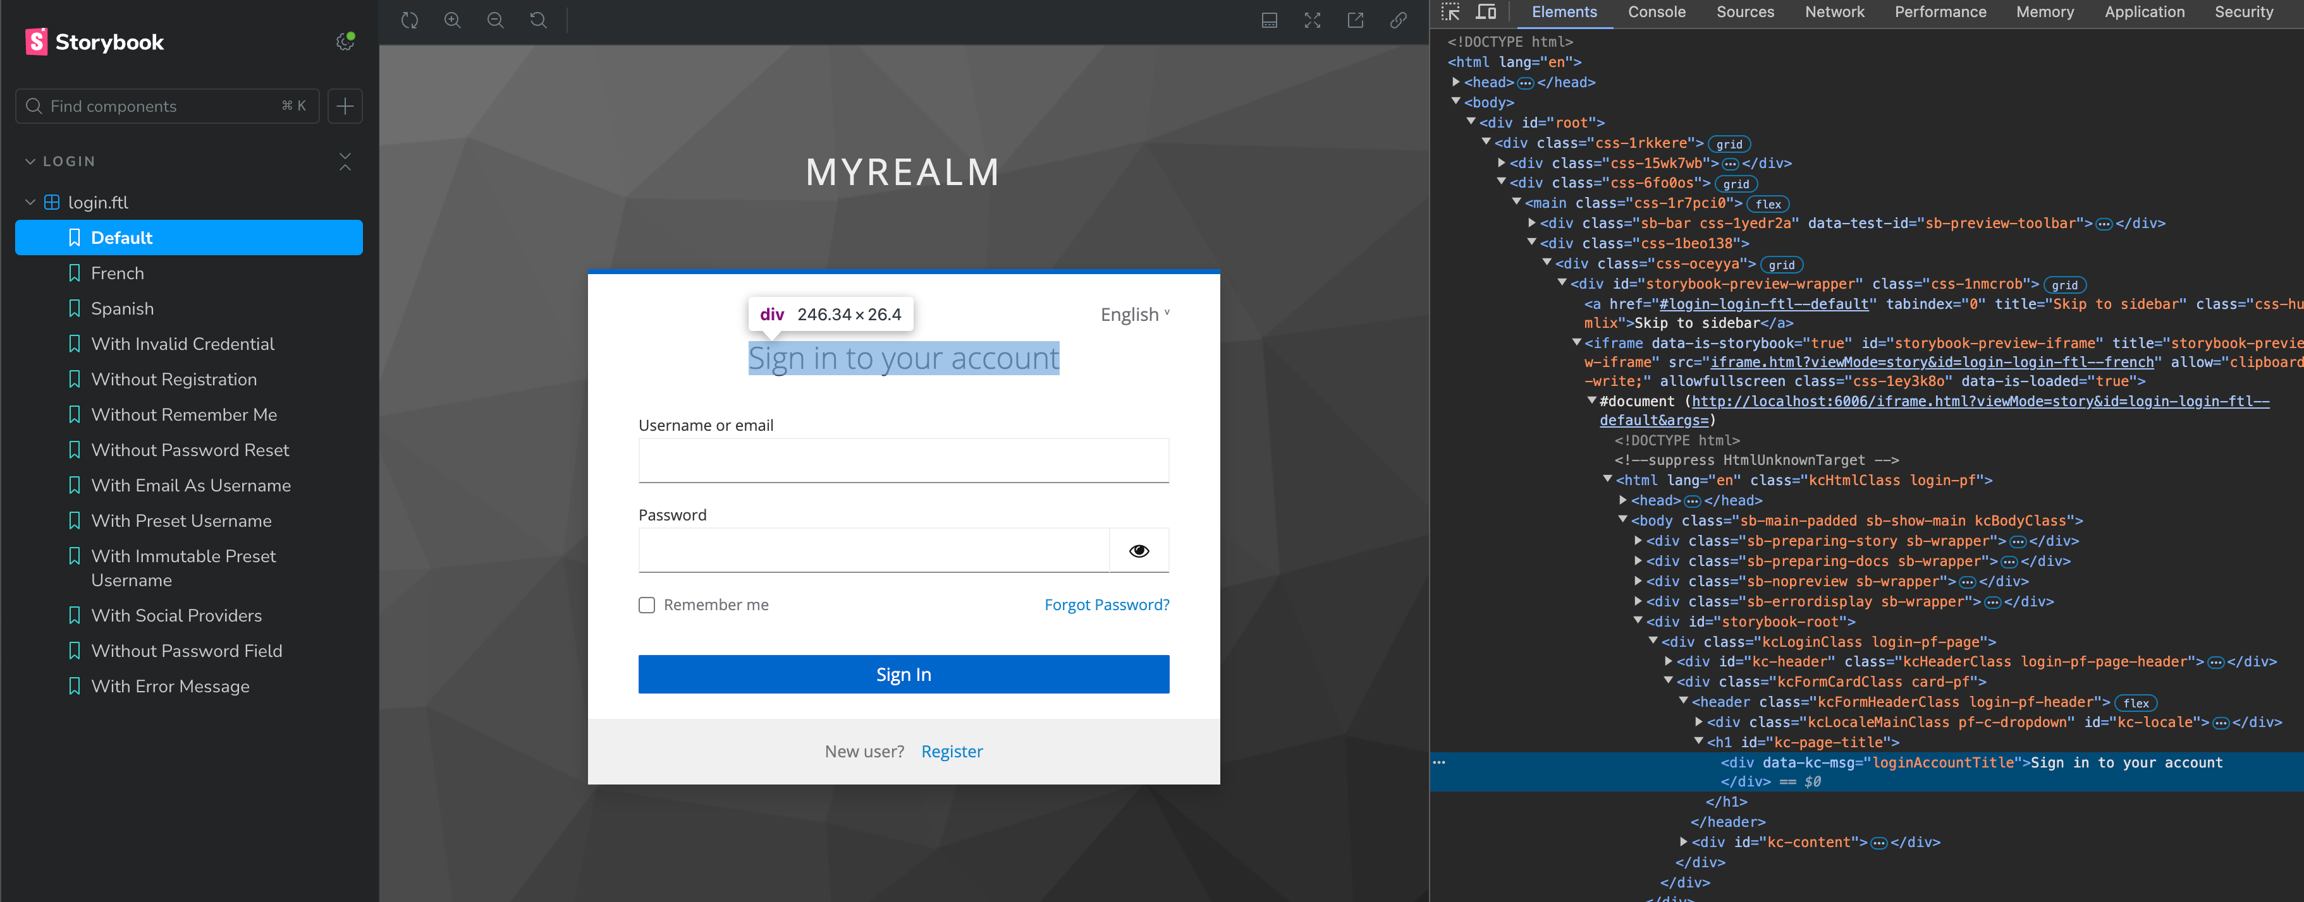 Storybook
Find components
⌘ K
LOGIN
login.ftl
Default
French
Spanish
With Invalid Credential
Without Registration
Without Remember Me
Without Password Reset
With Email As Username
With Preset Username
With Immutable Preset
Username
With Social Providers
Without Password Field
With Error Message
MYREALM
div 246.34 × 26.4
English
Sign in to your account
Username or email
Password
Remember me
Forgot Password?
Sign In
New user? Register
Elements Console Sources Network Performance Memory Application Security
<!DOCTYPE html>
<html lang="en">
<head>…</head>
<body>
<div id="root">
<div class="css-1rkkere"> grid
<div class="css-15wk7wb">…</div>
<div class="css-6fo0os"> grid
<main class="css-1r7pci0"> flex
<div class="sb-bar css-1yedr2a" data-test-id="sb-preview-toolbar">…</div>
<div class="css-1beo138">
<div class="css-oceyya"> grid
<div id="storybook-preview-wrapper" class="css-1nmcrob"> grid
<a href="#login-login-ftl--default" tabindex="0" title="Skip to sidebar" class="css-hu
mlix">Skip to sidebar</a>
<iframe data-is-storybook="true" id="storybook-preview-iframe" title="storybook-previe
w-iframe" src="iframe.html?viewMode=story&id=login-login-ftl--french" allow="clipboard
-write;" allowfullscreen class="css-1ey3k8o" data-is-loaded="true">
#document (http://localhost:6006/iframe.html?viewMode=story&id=login-login-ftl--
default&args=)
<!DOCTYPE html>
<!--suppress HtmlUnknownTarget -->
<html lang="en" class="kcHtmlClass login-pf">
<head>…</head>
<body class="sb-main-padded sb-show-main kcBodyClass">
<div class="sb-preparing-story sb-wrapper">…</div>
<div class="sb-preparing-docs sb-wrapper">…</div>
<div class="sb-nopreview sb-wrapper">…</div>
<div class="sb-errordisplay sb-wrapper">…</div>
<div id="storybook-root">
<div class="kcLoginClass login-pf-page">
<div id="kc-header" class="kcHeaderClass login-pf-page-header">…</div>
<div class="kcFormCardClass card-pf">
<header class="kcFormHeaderClass login-pf-header"> flex
<div class="kcLocaleMainClass pf-c-dropdown" id="kc-locale">…</div>
<h1 id="kc-page-title">
… <div data-kc-msg="loginAccountTitle">Sign in to your account
</div> == $0
</h1>
</header>
<div id="kc-content">…</div>
</div>
</div>